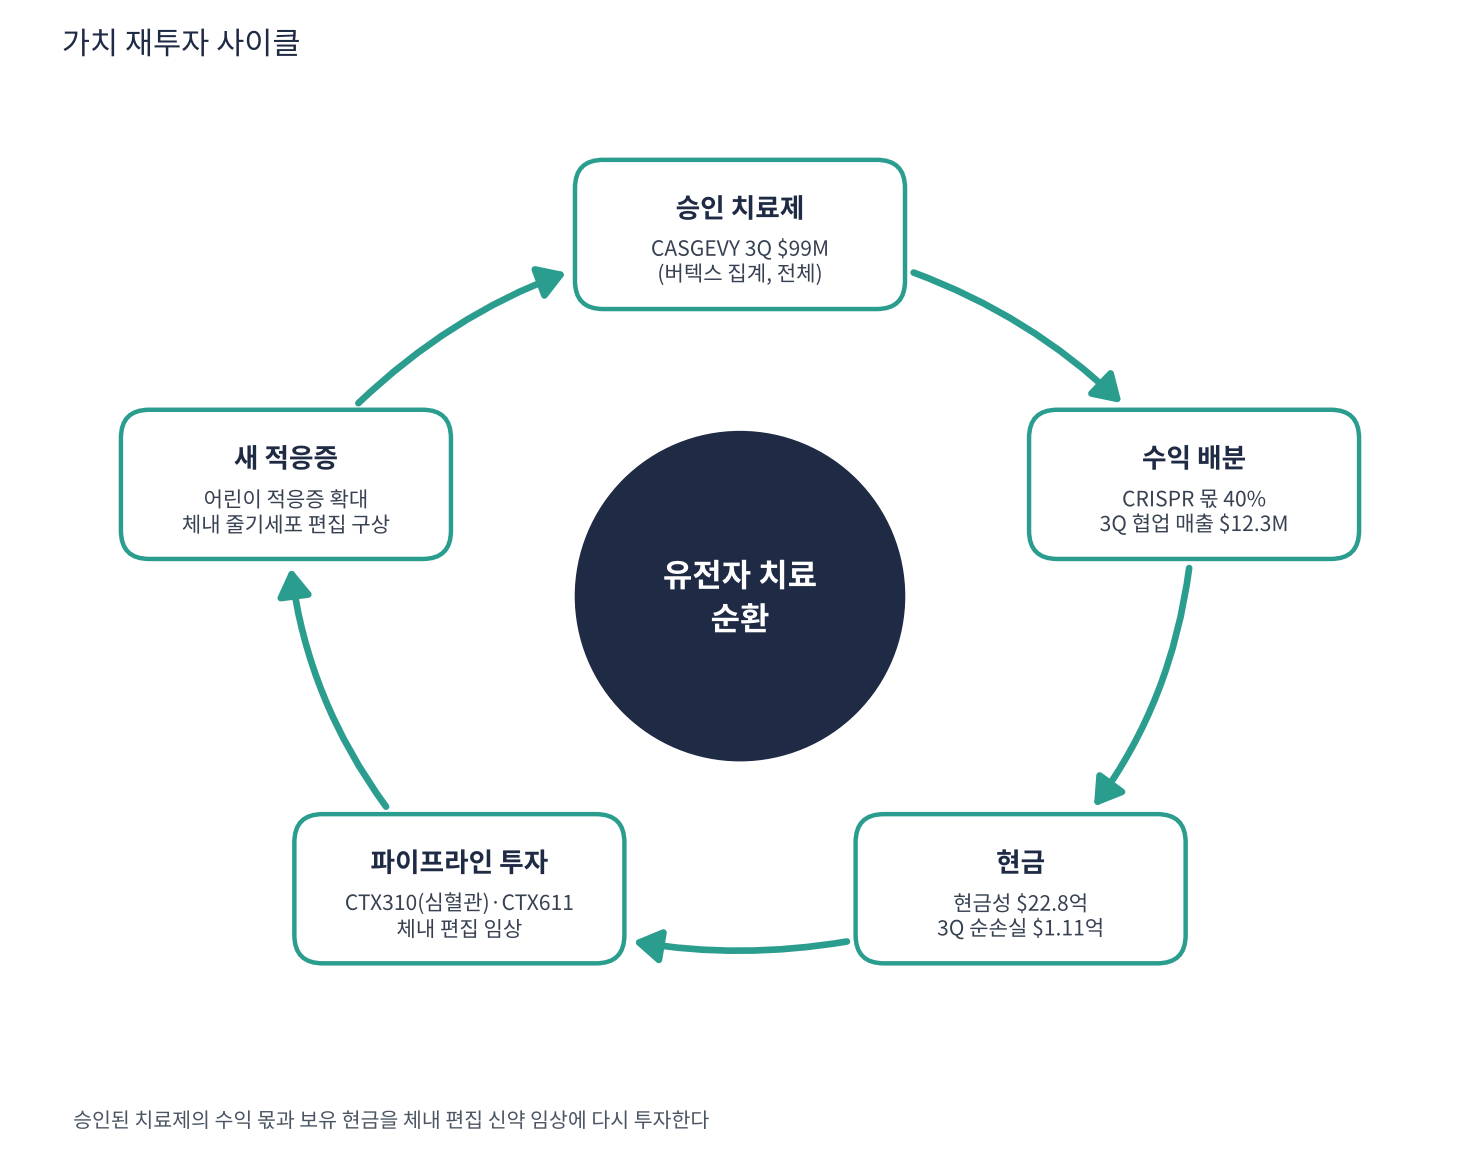 가치 재투자 사이클
승인 치료제
CASGEVY 3Q $99M
(버텍스 집계, 전체)
수익 배분
CRISPR 몫 40%
3Q 협업 매출 $12.3M
현금
현금성 $22.8억
3Q 순손실 $1.11억
파이프라인 투자
CTX310(심혈관)·CTX611
체내 편집 임상
새 적응증
어린이 적응증 확대
체내 줄기세포 편집 구상
유전자 치료
순환
승인된 치료제의 수익 몫과 보유 현금을 체내 편집 신약 임상에 다시 투자한다